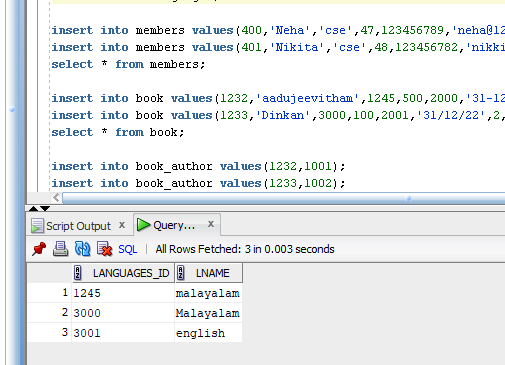 insert into members values(400,'Neha','cse',47,123456789,'neha@12
insert into members values(401,'Nikita','cse',48,123456782,'nikki
select * from members;
insert into book values(1232,'aadujeevitham',1245,500,2000,'31-12
insert into book values(1233,'Dinkan',3000,100,2001,'31/12/22',2,
select * from book;
insert into book_author values(1232,1001);
insert into book_author values(1233,1002);
Script Output x Query... x
SQL | All Rows Fetched: 3 in 0.003 seconds
LANGUAGES_ID LNAME
1 1245 malayalam
2 3000 Malayalam
3 3001 english